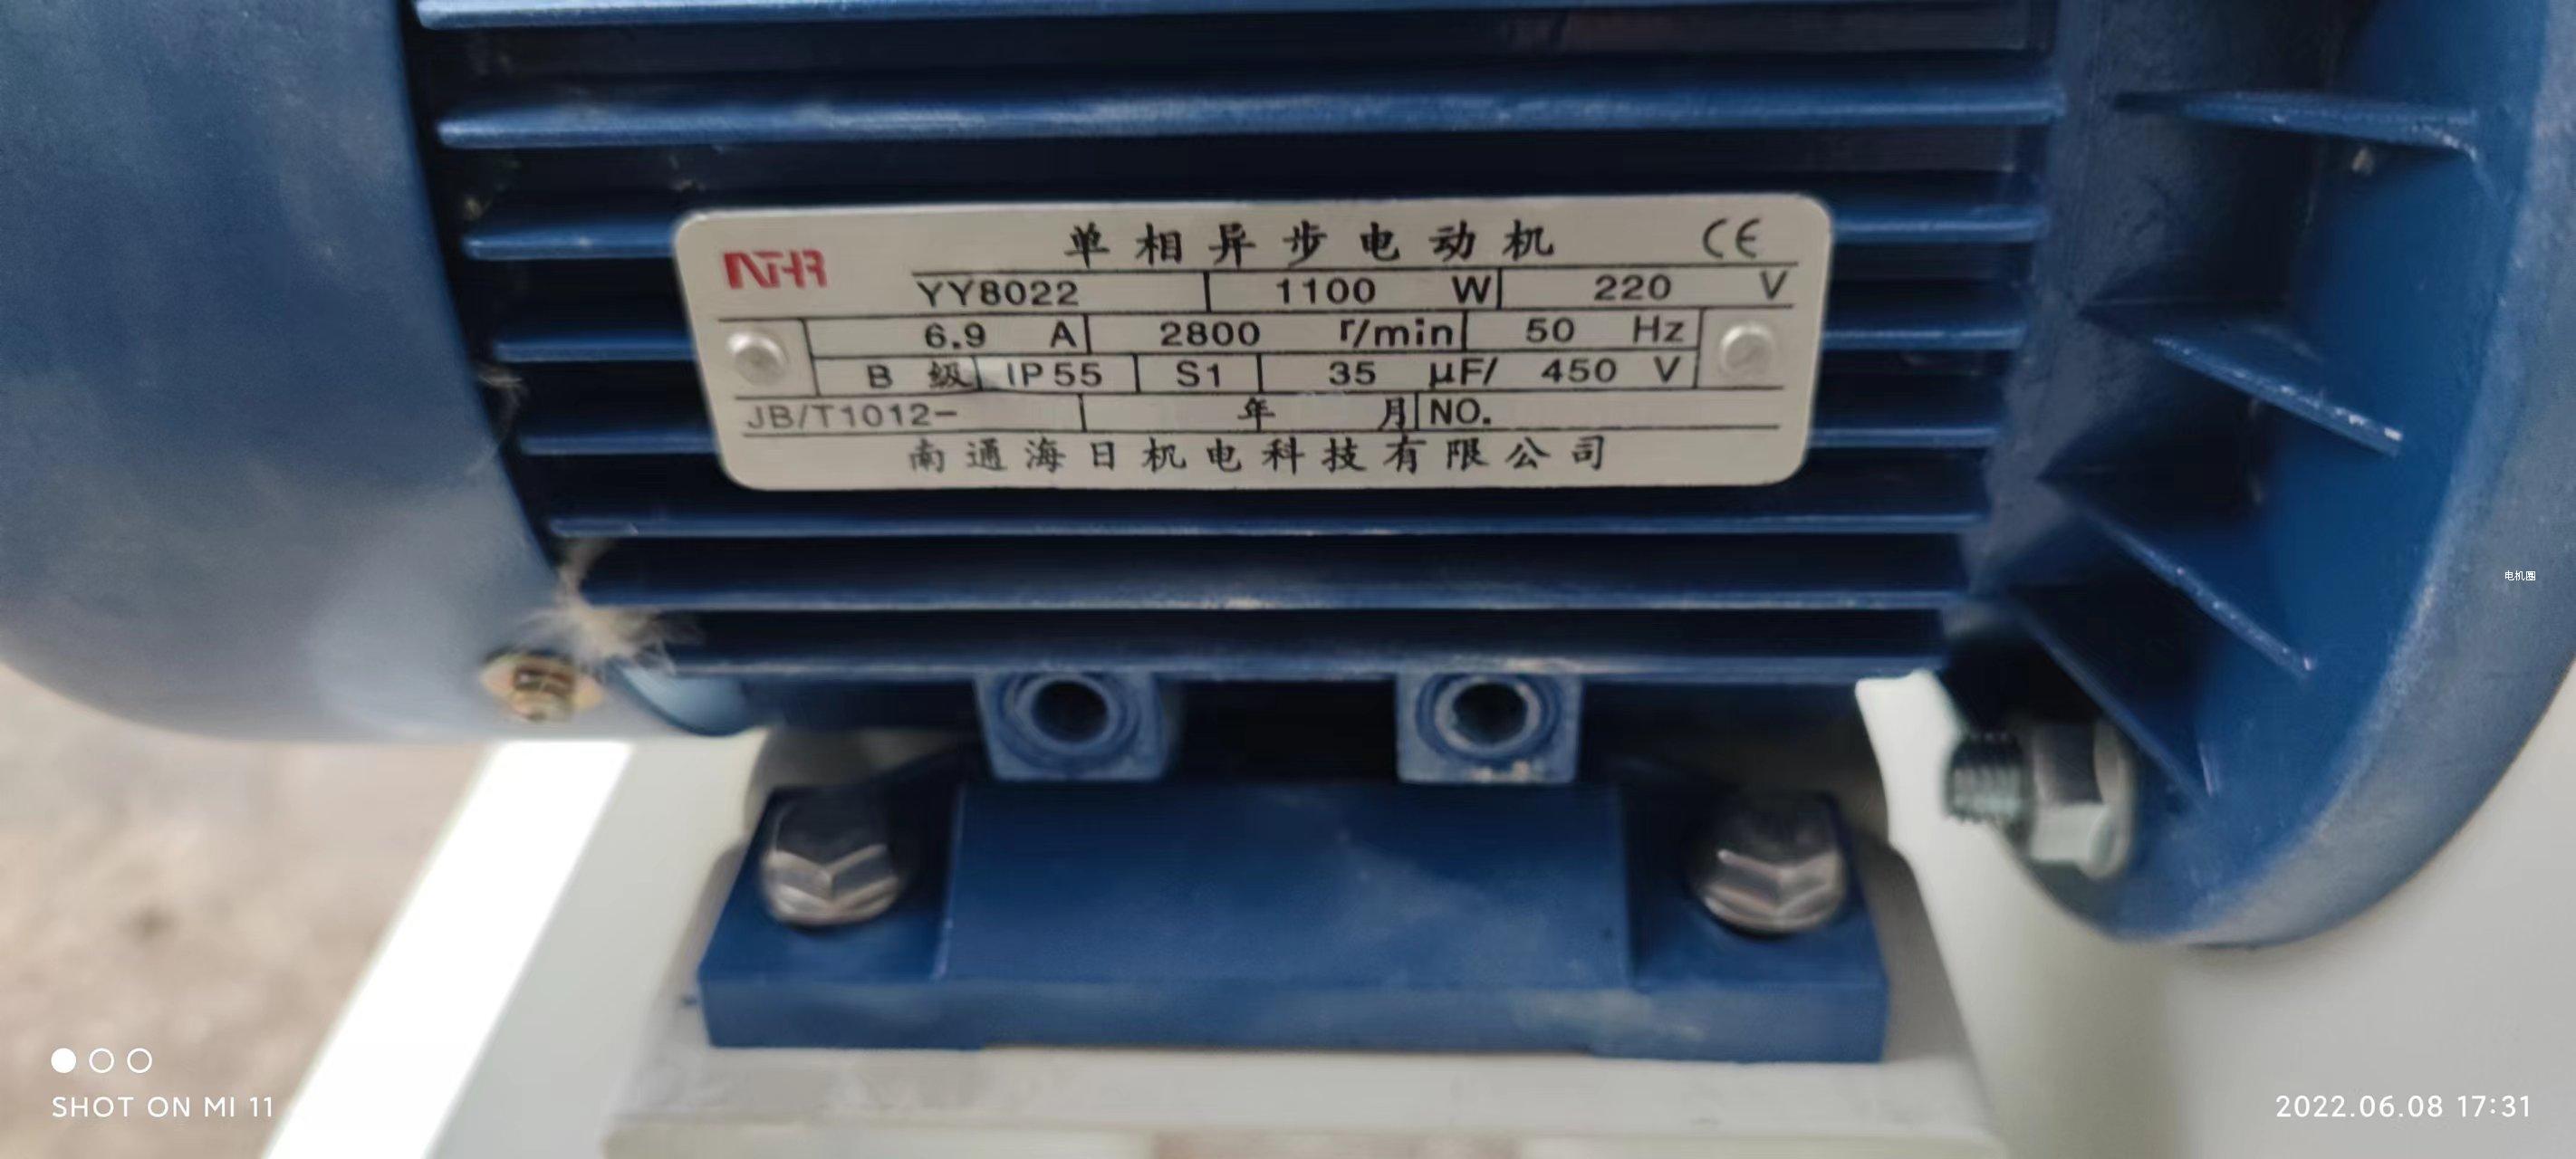 单相异步电动机 CE
NTHR
YY8022 1100 W 220 V
6.9 A 2800 r/min 50 Hz
B 级 IP55 S1 35 μF/ 450 V
JB/T1012- 年 月 NO.
南通海日机电科技有限公司
电机圈
SHOT ON MI 11
2022.06.08 17:31